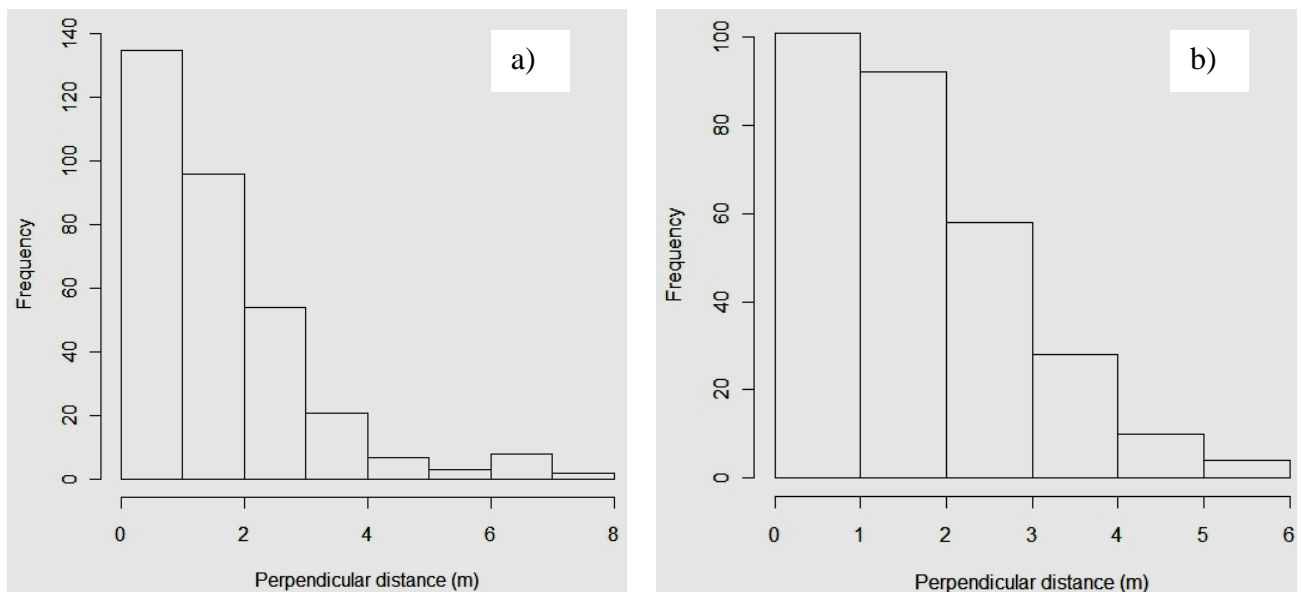 a)
Frequency
0 20 40 60 80 100 120 140
0 2 4 6 8
Perpendicular distance (m)
b)
Frequency
0 20 40 60 80 100
0 1 2 3 4 5 6
Perpendicular distance (m)